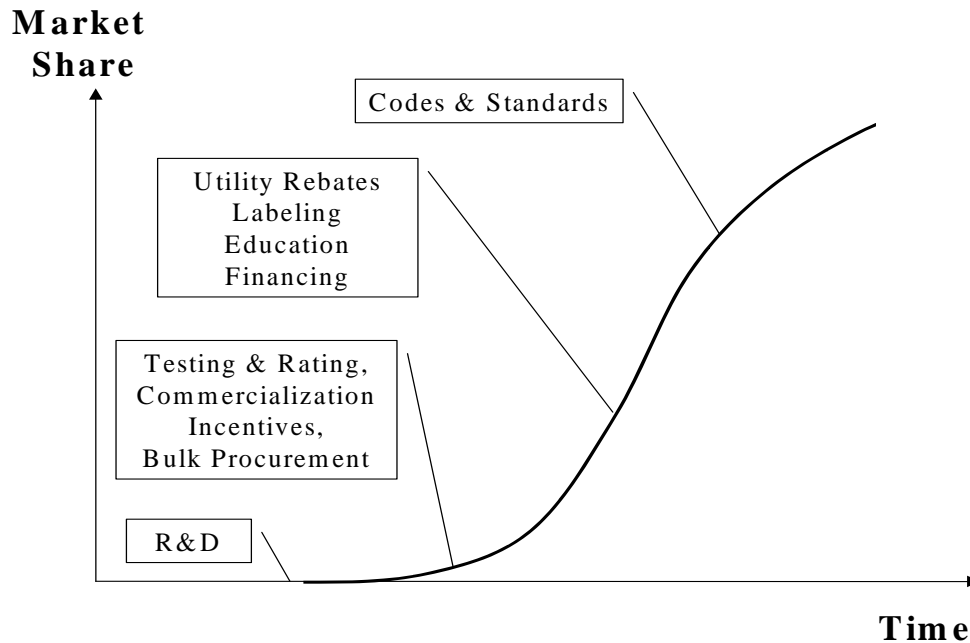 Market
Share
Codes & Standards
Utility Rebates
Labeling
Education
Financing
Testing & Rating,
Commercialization
Incentives,
Bulk Procurement
R&D
Time